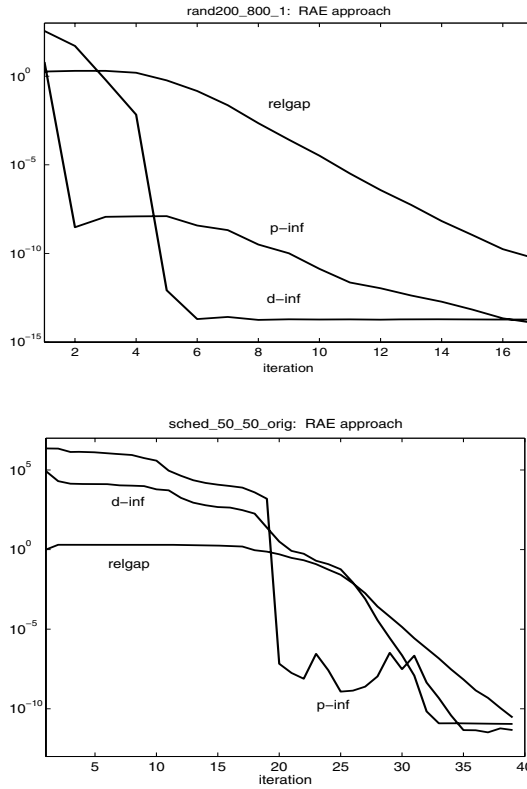 rand200_800_1: RAE approach
10^0
10^−5
10^−10
10^−15
relgap
p−inf
d−inf
2 4 6 8 10 12 14 16
iteration
sched_50_50_orig: RAE approach
10^5
10^0
10^−5
10^−10
d−inf
relgap
p−inf
5 10 15 20 25 30 35 40
iteration